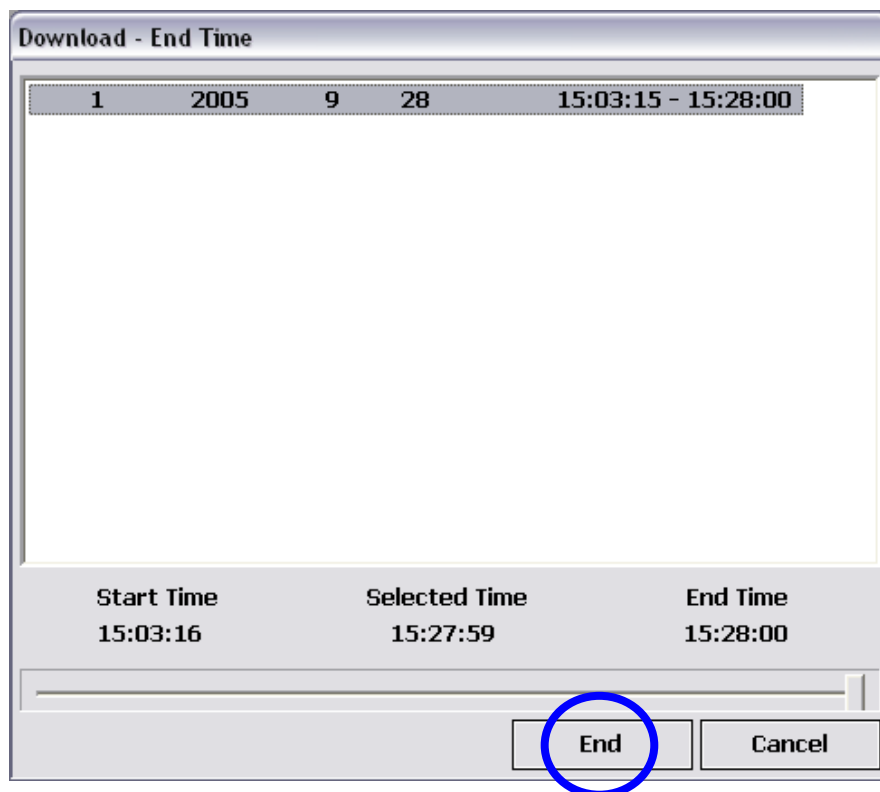 Download - End Time
1 2005 9 28 15:03:15 - 15:28:00
Start Time Selected Time End Time
15:03:16 15:27:59 15:28:00
End Cancel